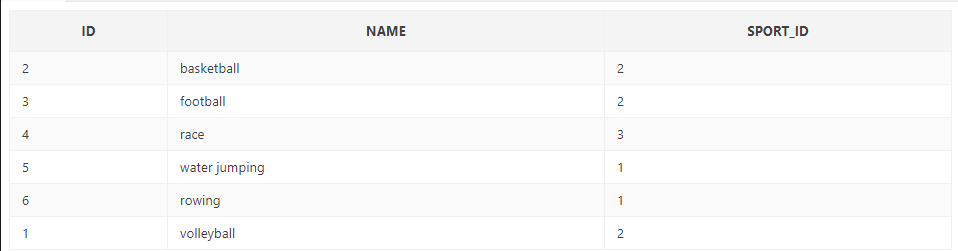 ID NAME SPORT_ID
2 basketball 2
3 football 2
4 race 3
5 water jumping 1
6 rowing 1
1 volleyball 2